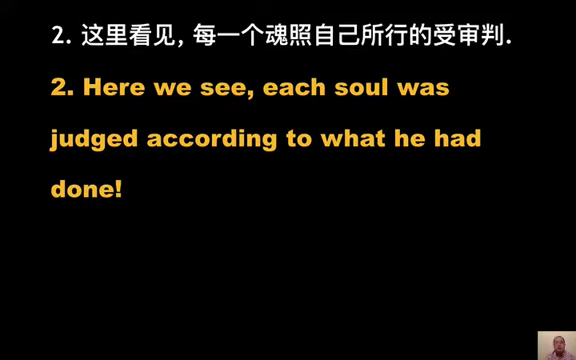 2. 这里看见, 每一个魂照自己所行的受审判.
2. Here we see, each soul was
judged according to what he had
done!